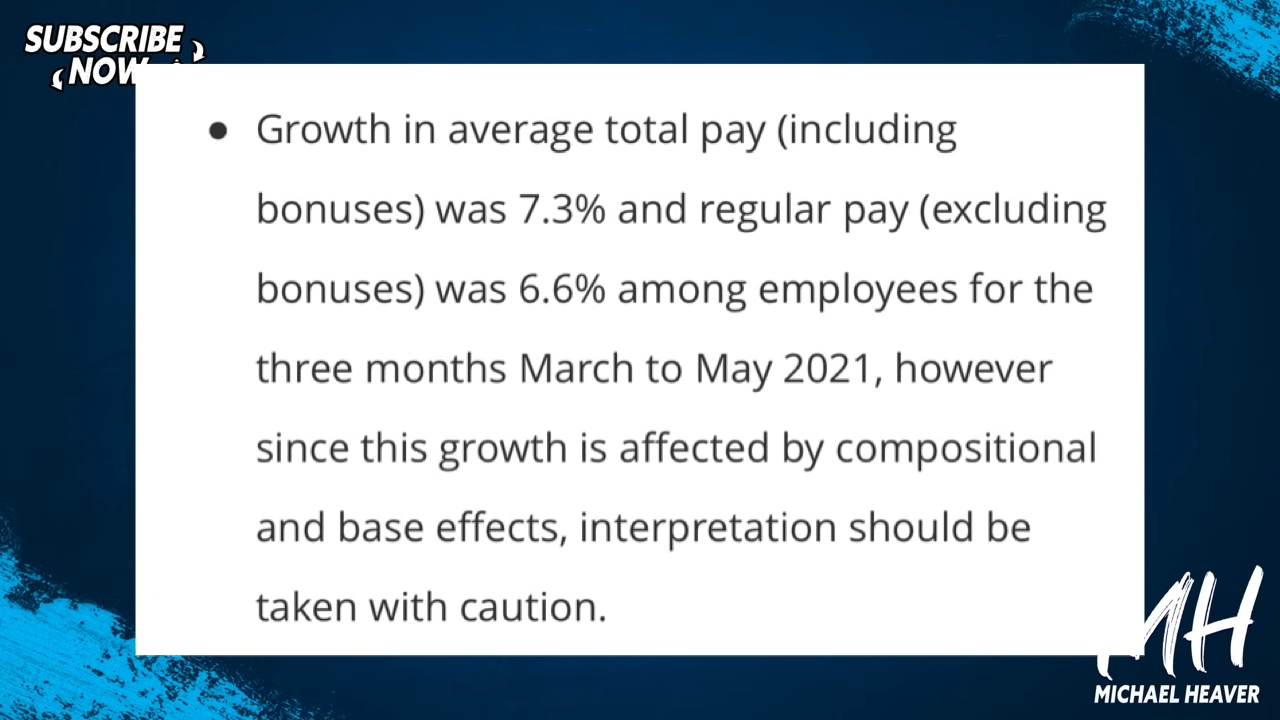 SUBSCRIBE
NOW
● Growth in average total pay (including
bonuses) was 7.3% and regular pay (excluding
bonuses) was 6.6% among employees for the
three months March to May 2021, however
since this growth is affected by compositional
and base effects, interpretation should be
taken with caution.
MH
MICHAEL HEAVER